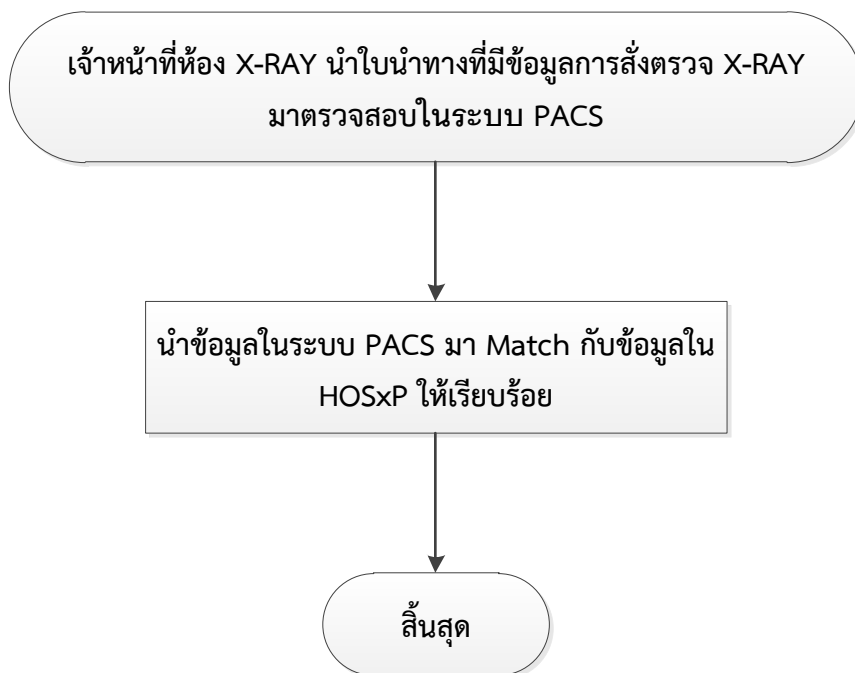 เจ้าหน้าที่ห้อง X-RAY นำใบนำทางที่มีข้อมูลการสั่งตรวจ X-RAY
มาตรวจสอบในระบบ PACS
นำข้อมูลในระบบ PACS มา Match กับข้อมูลใน
HOSxP ให้เรียบร้อย
สิ้นสุด